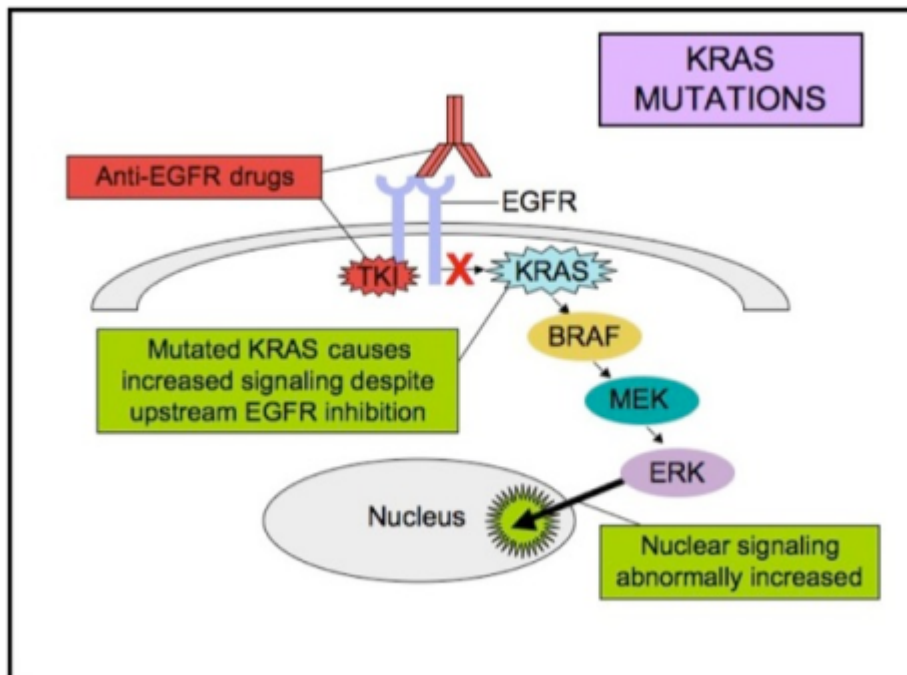 KRAS
MUTATIONS
Anti-EGFR drugs
EGFR
TKI
X
KRAS
Mutated KRAS causes
increased signaling despite
upstream EGFR inhibition
BRAF
MEK
ERK
Nucleus
Nuclear signaling
abnormally increased